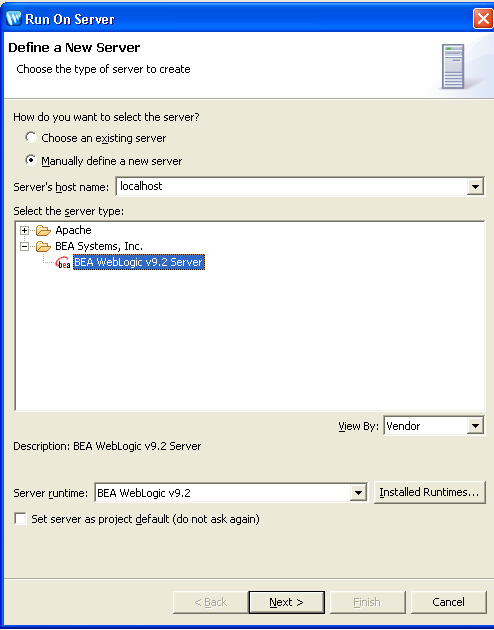 Run On Server
Define a New Server
Choose the type of server to create
How do you want to select the server?
Choose an existing server
Manually define a new server
Server's host name: localhost
Select the server type:
Apache
BEA Systems, Inc.
bea BEA WebLogic v9.2 Server
View By: Vendor
Description: BEA WebLogic v9.2 Server
Server runtime: BEA WebLogic v9.2 Installed Runtimes...
Set server as project default (do not ask again)
< Back Next > Finish Cancel